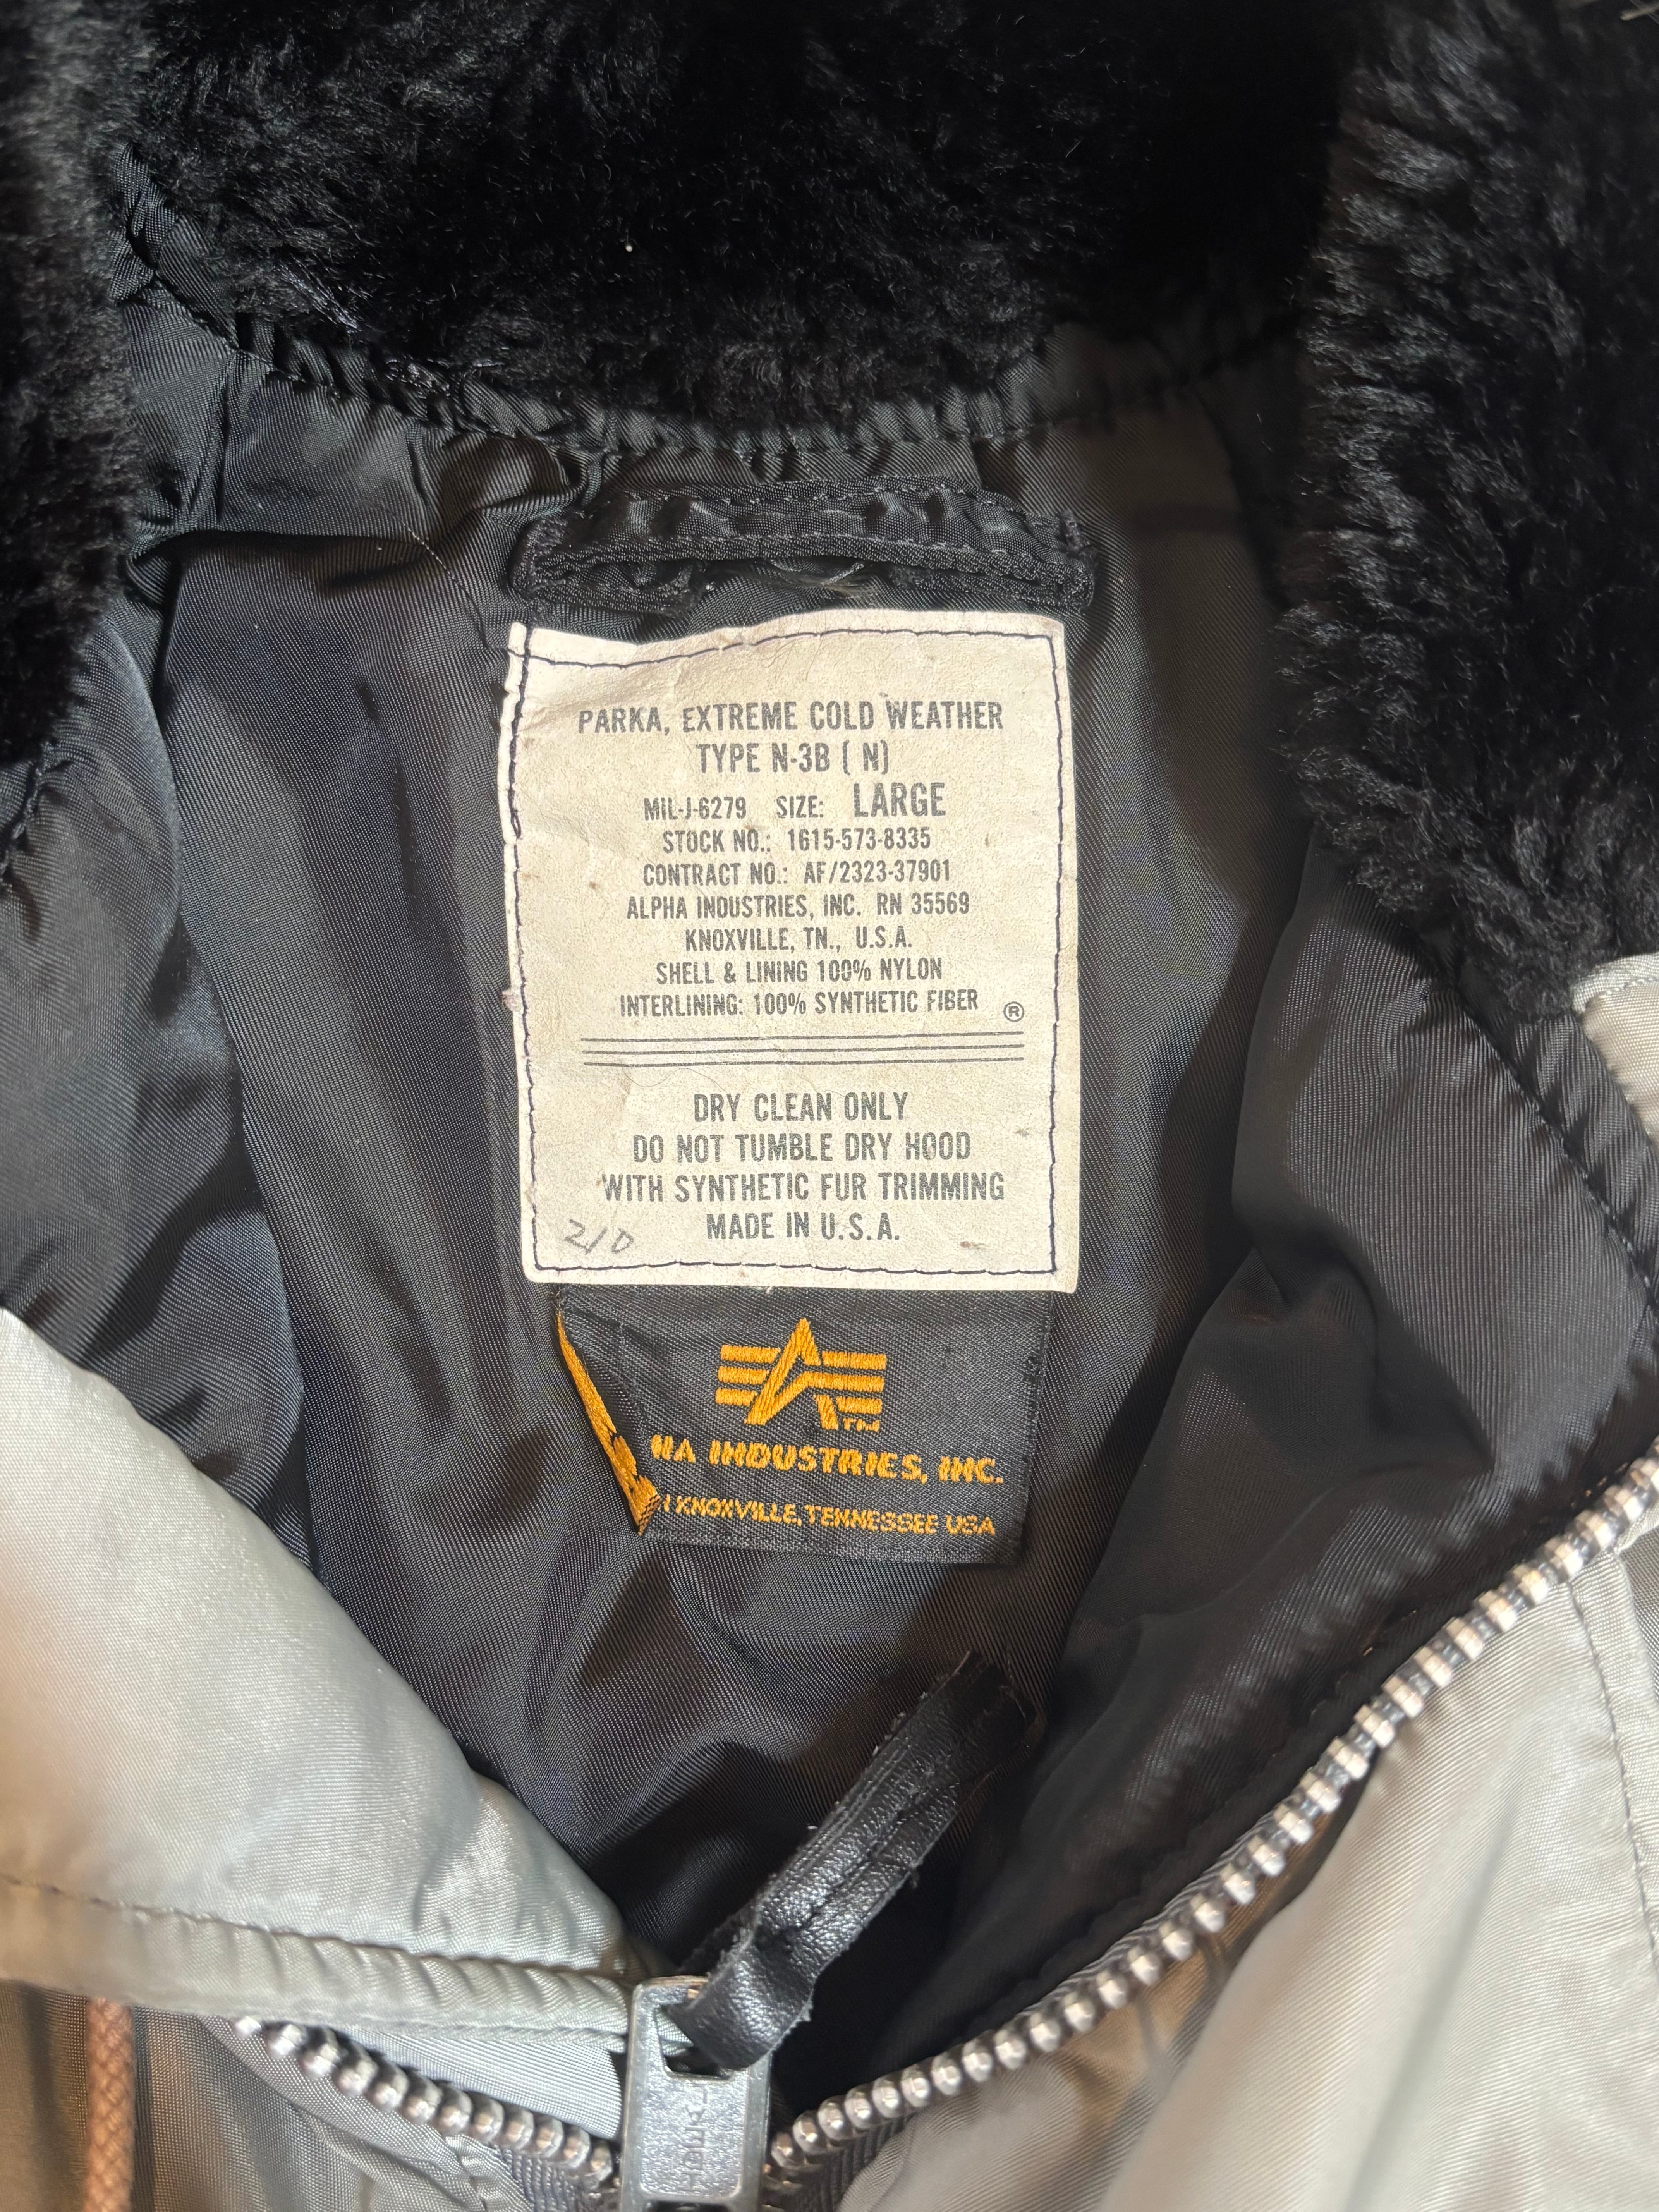 PARKA, EXTREME COLD WEATHER
TYPE N-3B ( N)
MIL-J-6279 SIZE: LARGE
STOCK NO.: 1615-573-8335
CONTRACT NO.: AF/2323-37901
ALPHA INDUSTRIES, INC. RN 35569
KNOXVILLE, TN., U.S.A.
SHELL & LINING 100% NYLON
INTERLINING: 100% SYNTHETIC FIBER ®
DRY CLEAN ONLY
DO NOT TUMBLE DRY HOOD
WITH SYNTHETIC FUR TRIMMING
MADE IN U.S.A.
TM
HA INDUSTRIES, INC.
KNOXVILLE, TENNESSEE USA